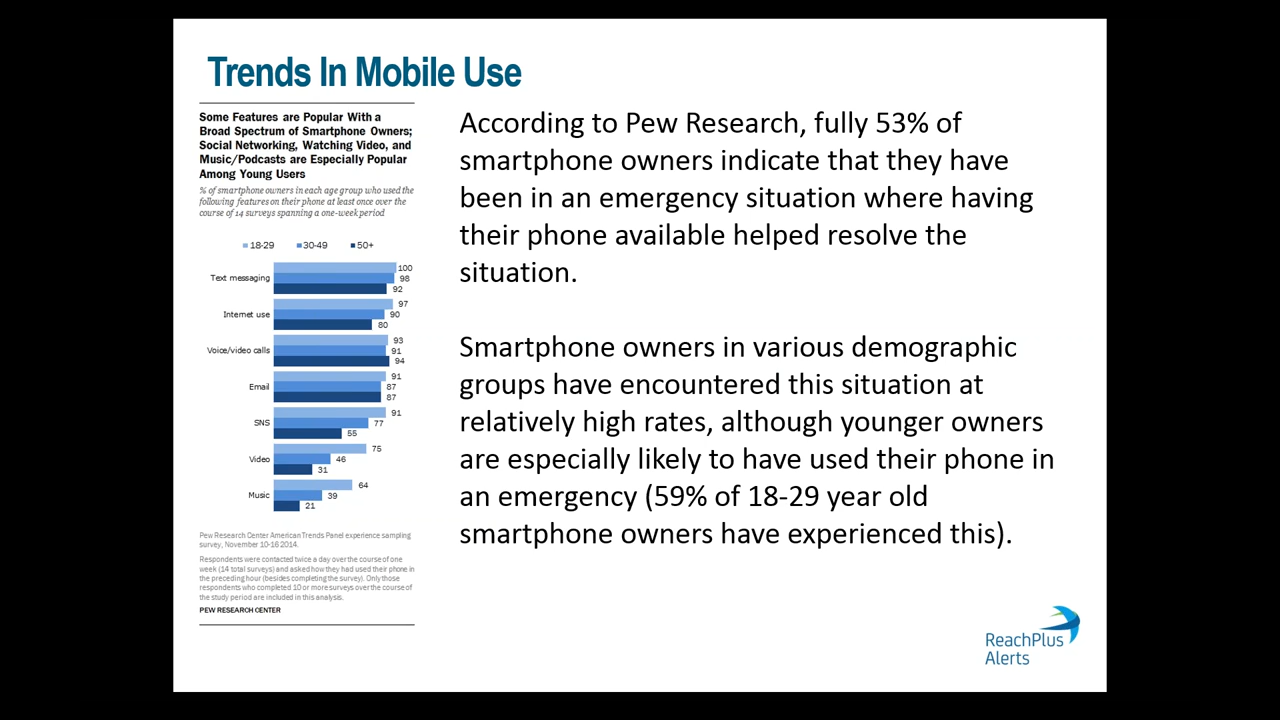 Trends In Mobile Use
Some Features are Popular With a
Broad Spectrum of Smartphone Owners;
Social Networking, Watching Video, and
Music/Podcasts are Especially Popular
Among Young Users
% of smartphone owners in each age group who used the
following features on their phone at least once over the
course of 14 surveys spanning a one-week period
18-29 30-49 50+
Text messaging 100 98 92
Internet use 97 90 80
Voice/video calls 93 91 94
Email 91 87 87
SNS 91 77 55
Video 75 46 31
Music 64 39 21
Pew Research Center American Trends Panel experience sampling
survey, November 10-16 2014.
Respondents were contacted twice a day over the course of one
week (14 total surveys) and asked how they had used their phone in
the preceding hour (besides completing the survey). Only those
respondents who completed 10 or more surveys over the course of
the study period are included in this analysis.
PEW RESEARCH CENTER
According to Pew Research, fully 53% of
smartphone owners indicate that they have
been in an emergency situation where having
their phone available helped resolve the
situation.
Smartphone owners in various demographic
groups have encountered this situation at
relatively high rates, although younger owners
are especially likely to have used their phone in
an emergency (59% of 18-29 year old
smartphone owners have experienced this).
ReachPlus
Alerts